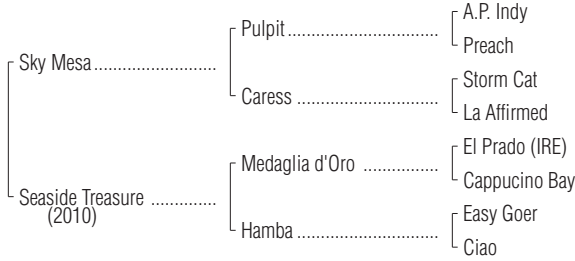 A.P. Indy
Pulpit
Preach
Sky Mesa
Storm Cat
Caress
La Affirmed
El Prado (IRE)
Medaglia d'Oro
Cappucino Bay
Seaside Treasure
(2010)
Easy Goer
Hamba
Ciao